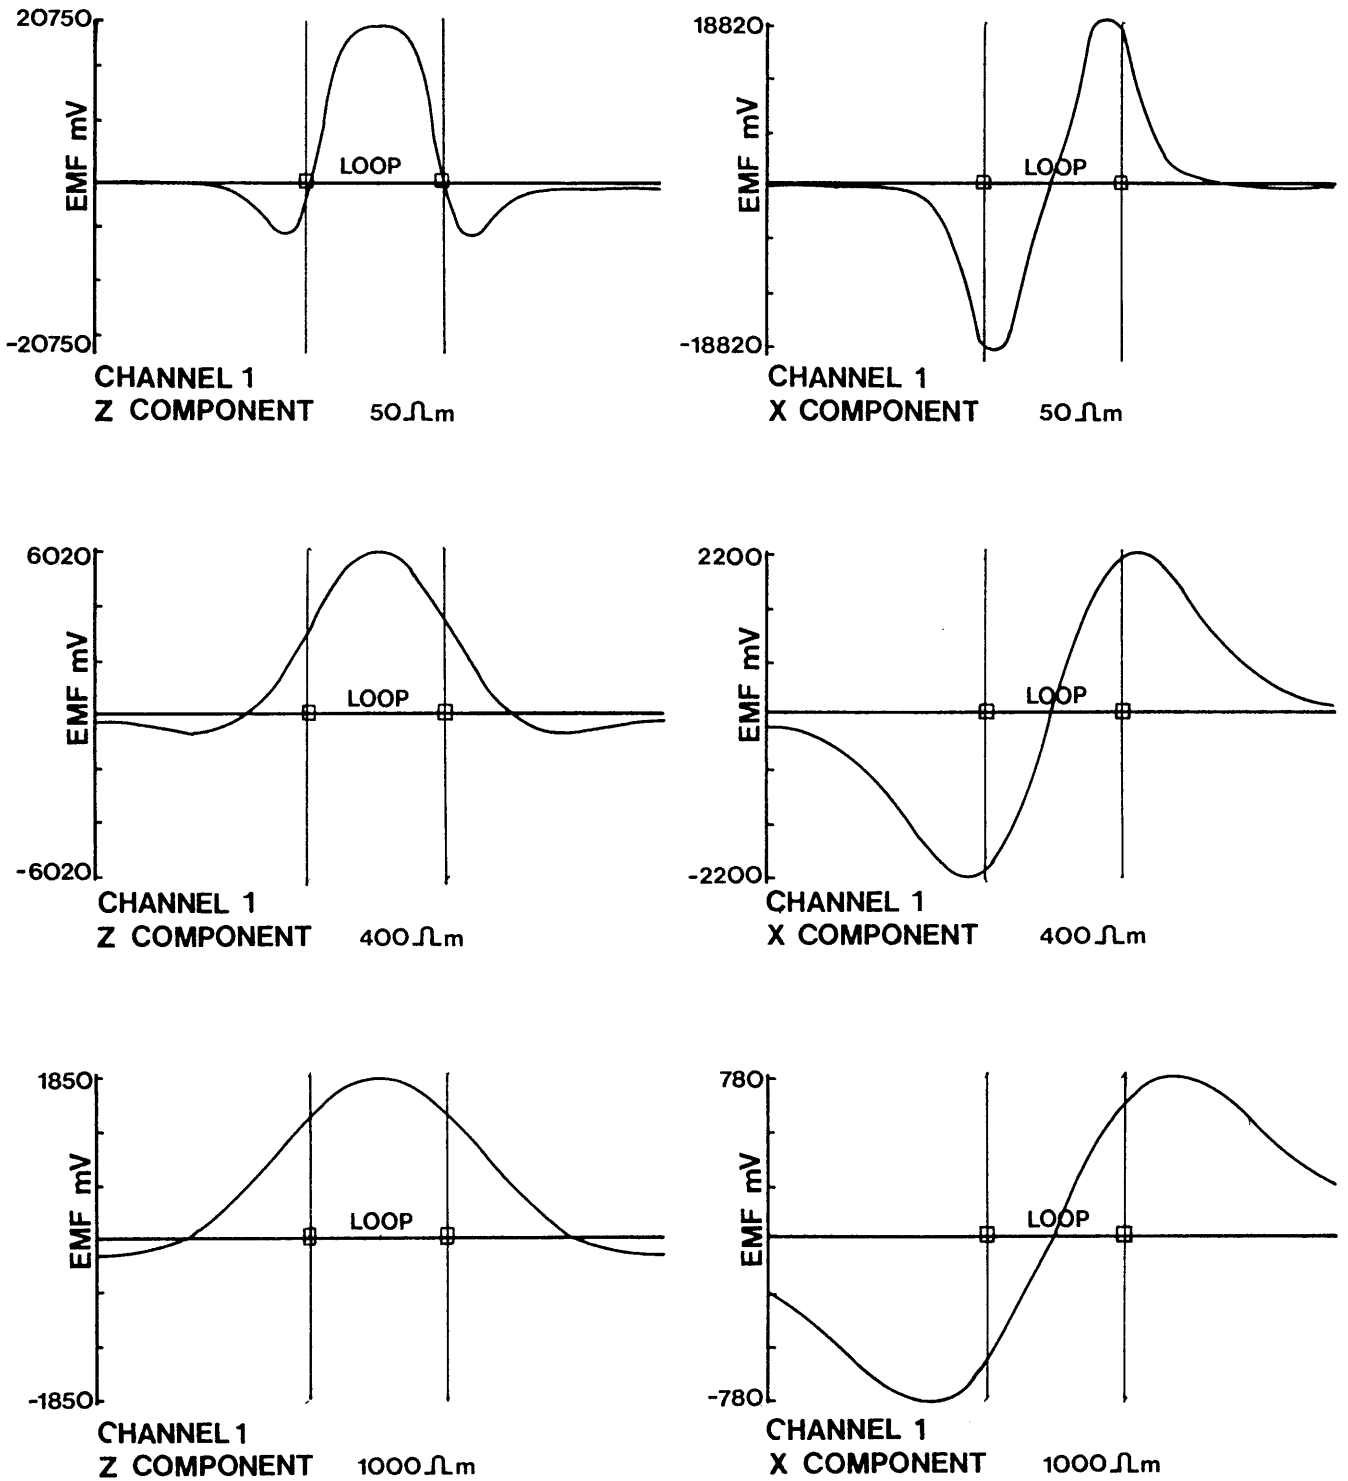 20750
EMF mV
LOOP
-20750
CHANNEL 1
Z COMPONENT 50Ωm
18820
EMF mV
LOOP
-18820
CHANNEL 1
X COMPONENT 50Ωm
6020
EMF mV
LOOP
-6020
CHANNEL 1
Z COMPONENT 400Ωm
2200
EMF mV
LOOP
-2200
CHANNEL 1
X COMPONENT 400Ωm
1850
EMF mV
LOOP
-1850
CHANNEL 1
Z COMPONENT 1000Ωm
780
EMF mV
LOOP
-780
CHANNEL 1
X COMPONENT 1000Ωm